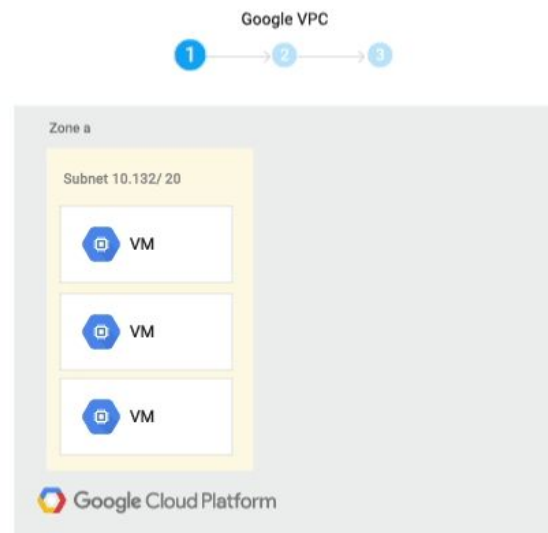 Google VPC
1 2 3
Zone a
Subnet 10.132/ 20
VM
VM
VM
Google Cloud Platform